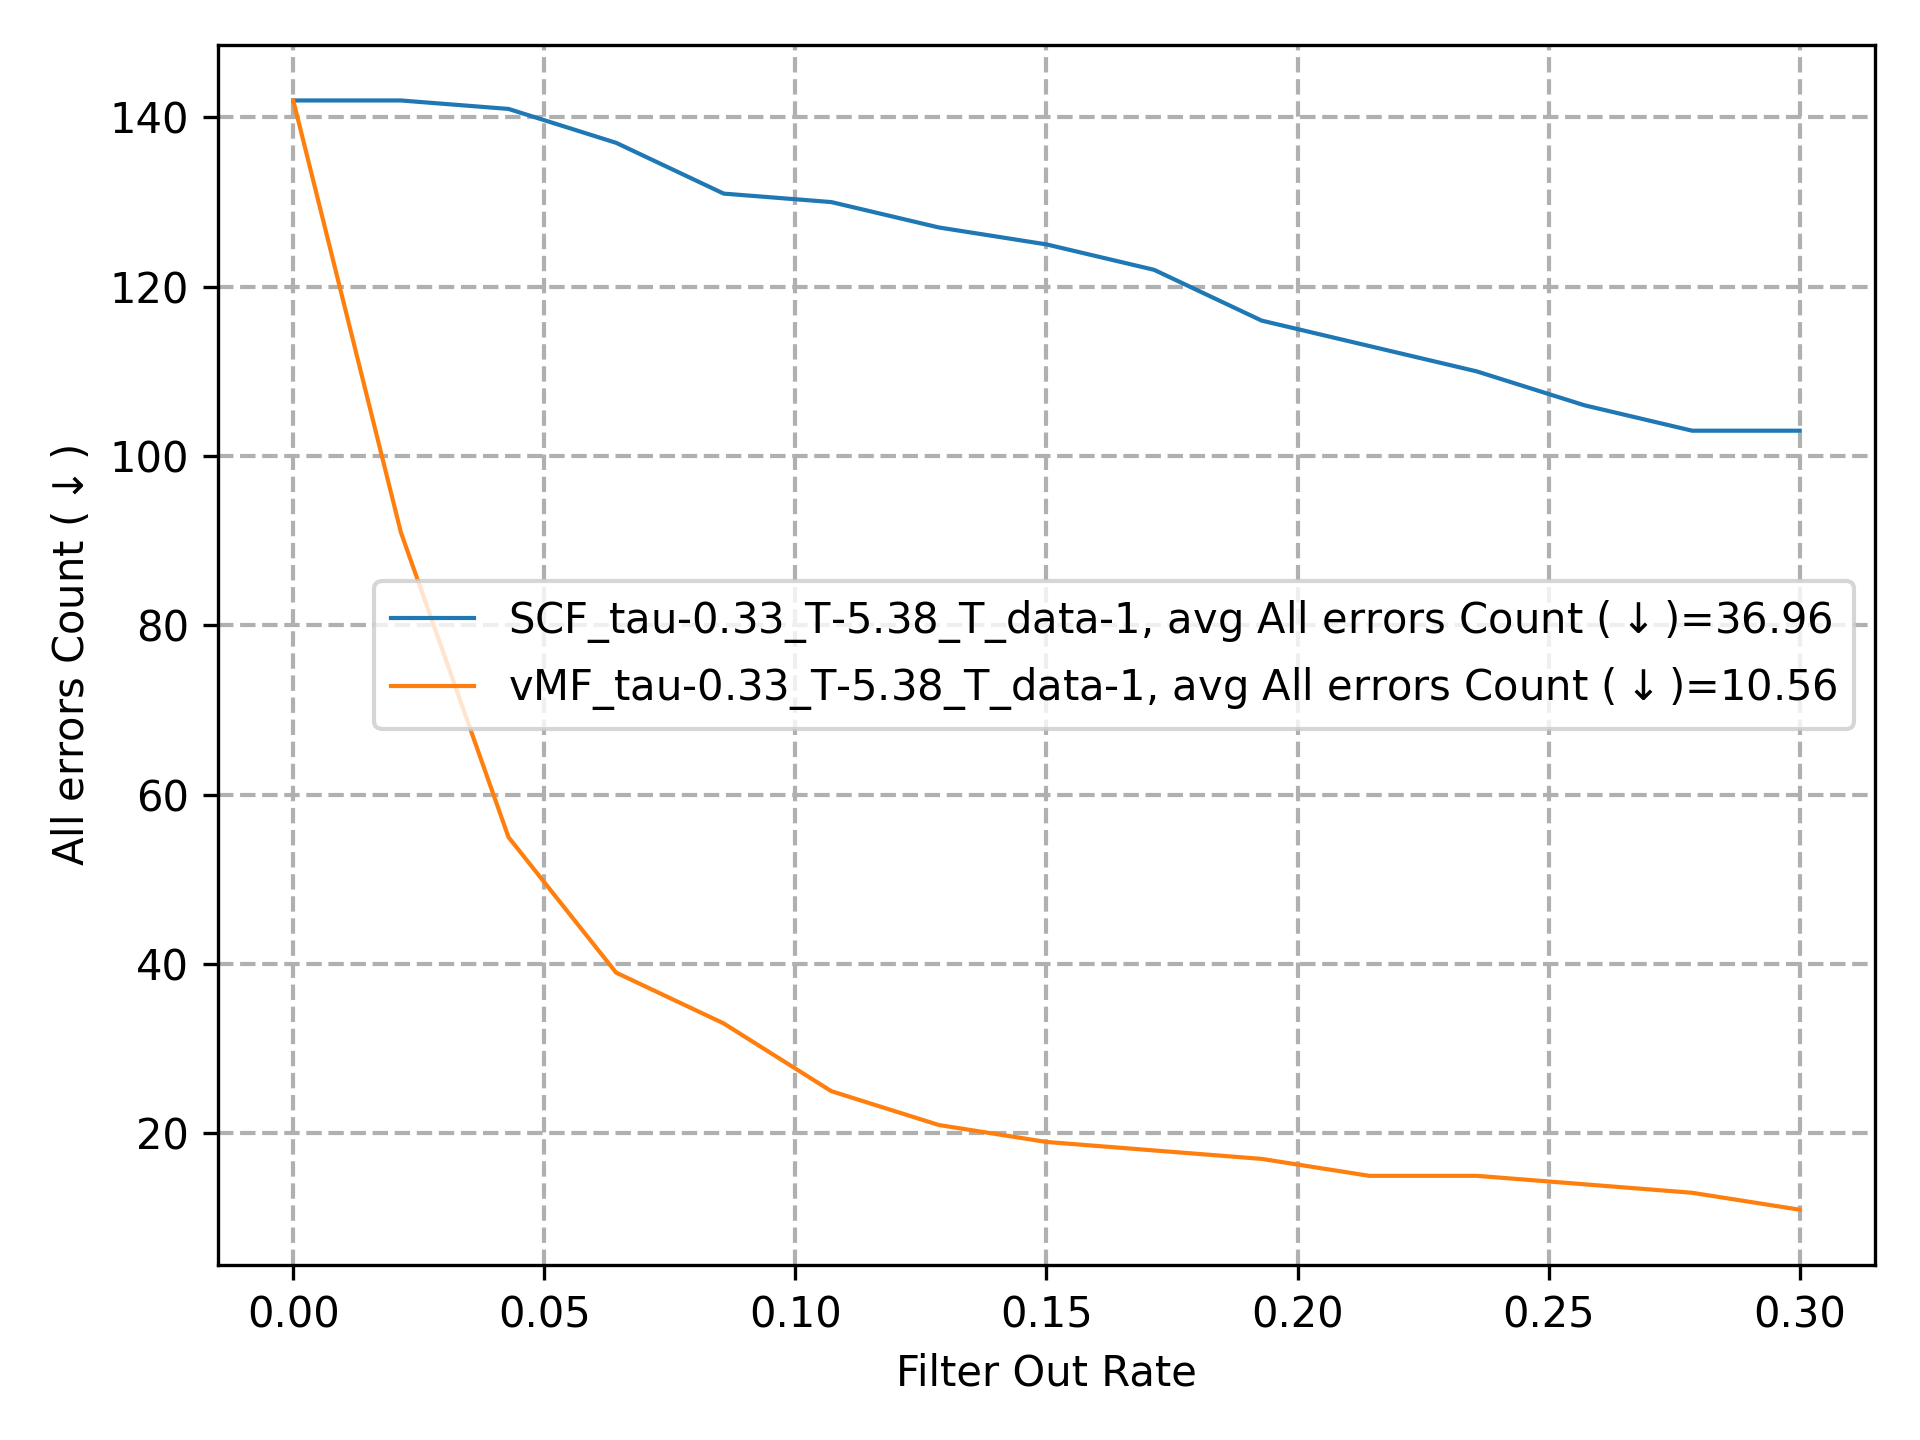 140
120
100
80
60
40
20
All errors Count ( ↓ )
SCF_tau-0.33_T-5.38_T_data-1, avg All errors Count ( ↓ )=36.96
vMF_tau-0.33_T-5.38_T_data-1, avg All errors Count ( ↓ )=10.56
0.00 0.05 0.10 0.15 0.20 0.25 0.30
Filter Out Rate